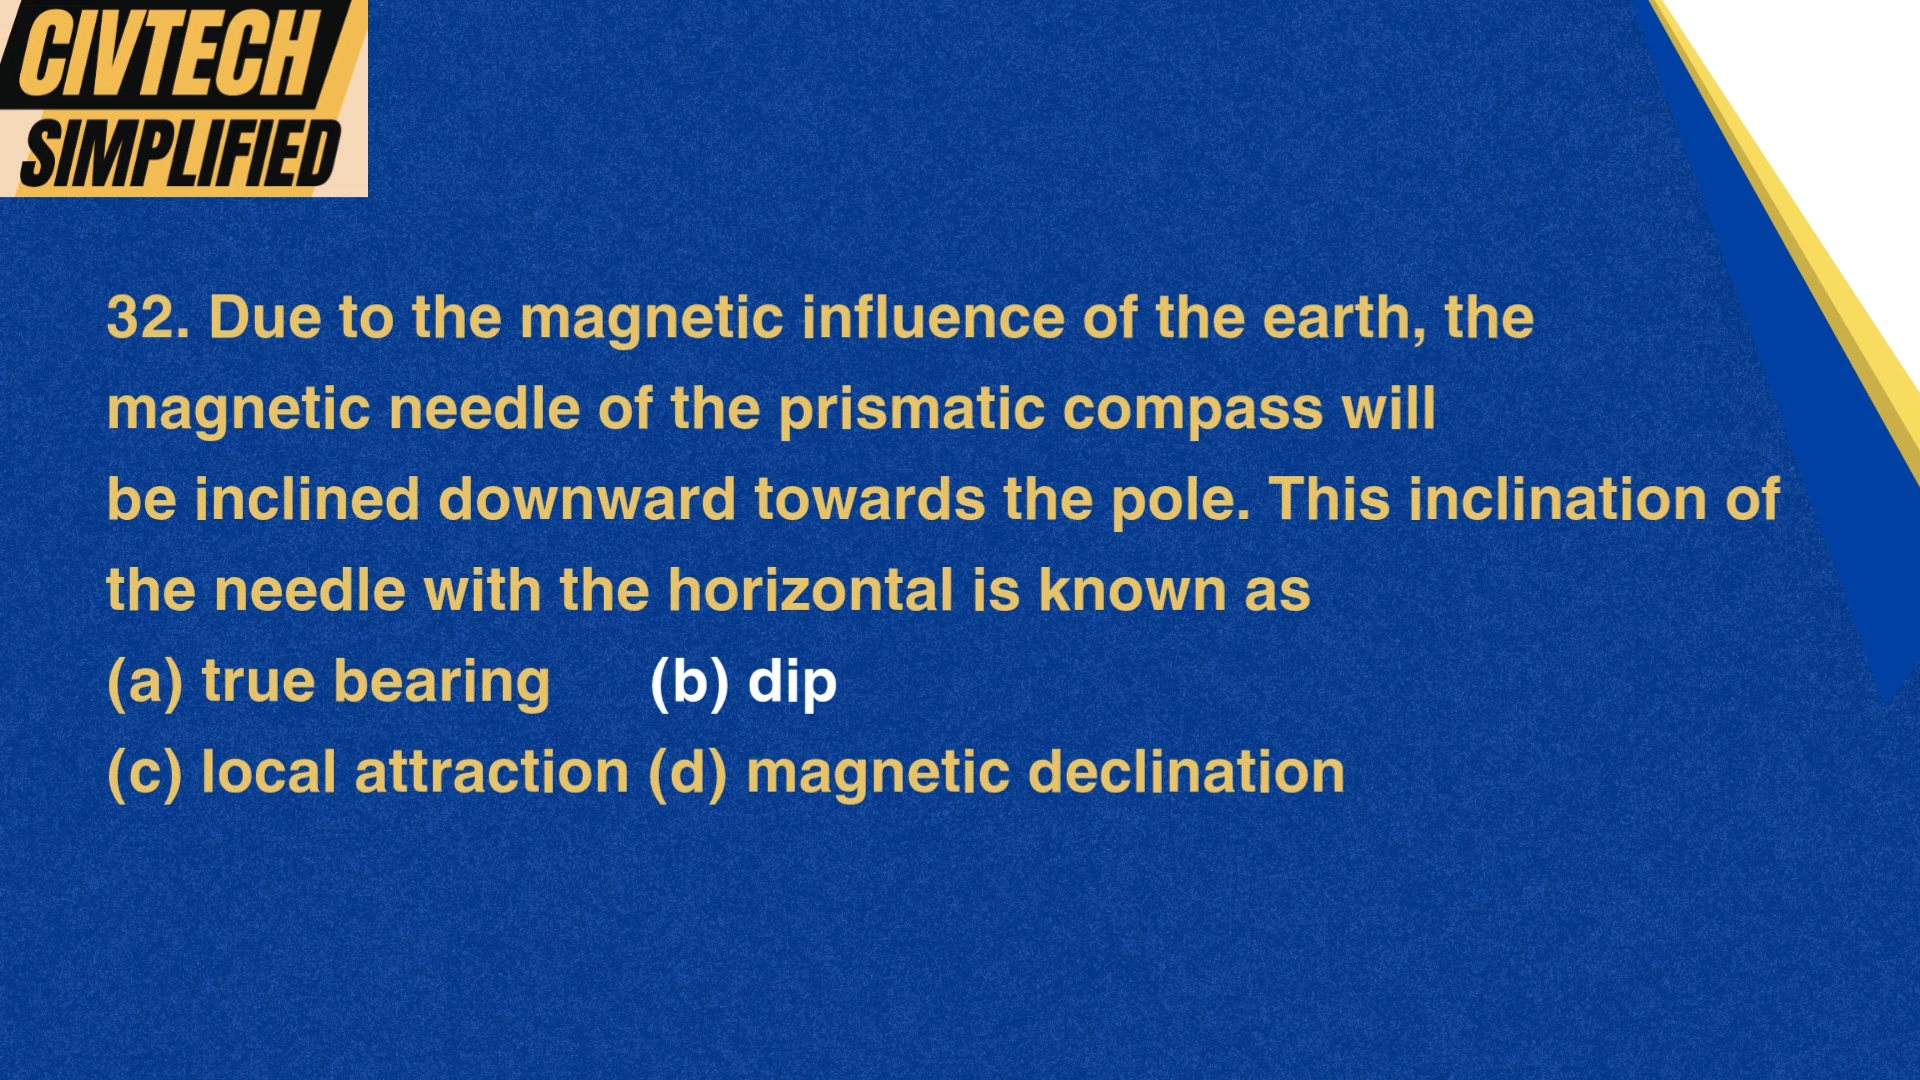 CIVTECH
SIMPLIFIED
32. Due to the magnetic influence of the earth, the
magnetic needle of the prismatic compass will
be inclined downward towards the pole. This inclination of
the needle with the horizontal is known as
(a) true bearing (b) dip
(c) local attraction (d) magnetic declination